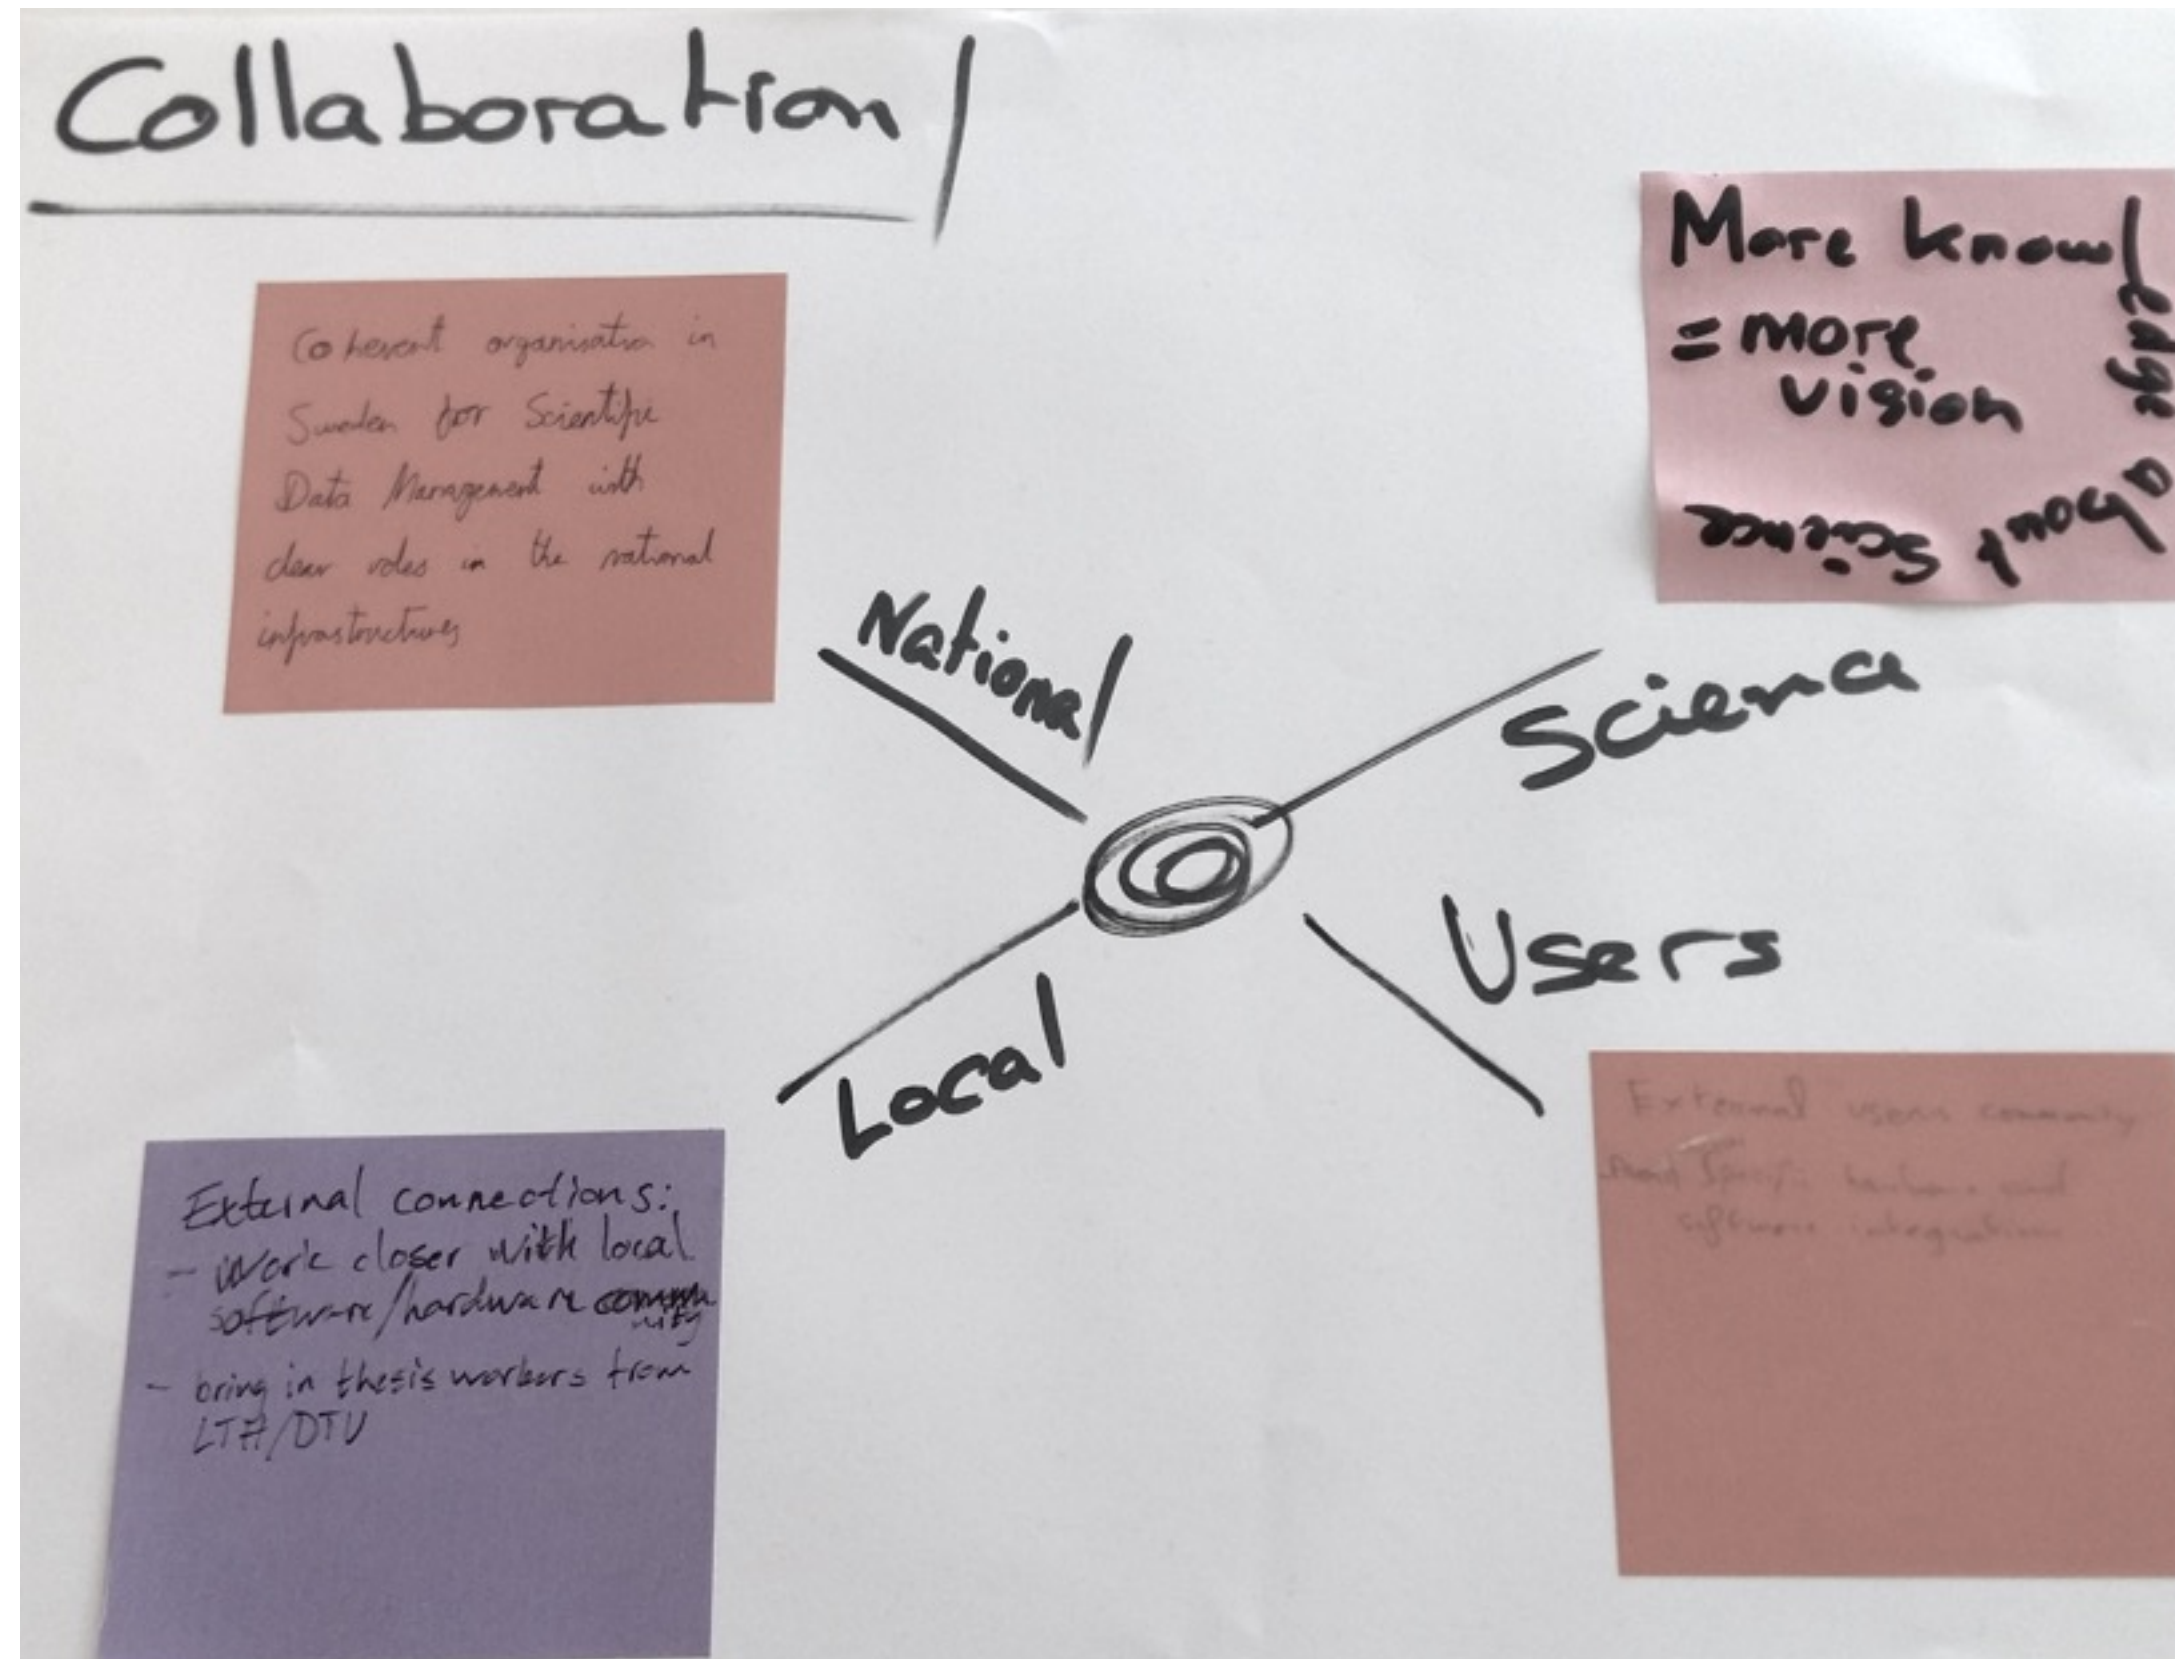 Collaboration
Coherent organisation in
Sweden for Scientific
Data Management with
clear roles in the national
infrastructures
More knowledge about science
= more
vision
National
Science
Users
Local
External connections:
- Work closer with local
software/hardware community
- bring in thesis workers from
LTH/DTU
External users community
need specific hardware and
software integration